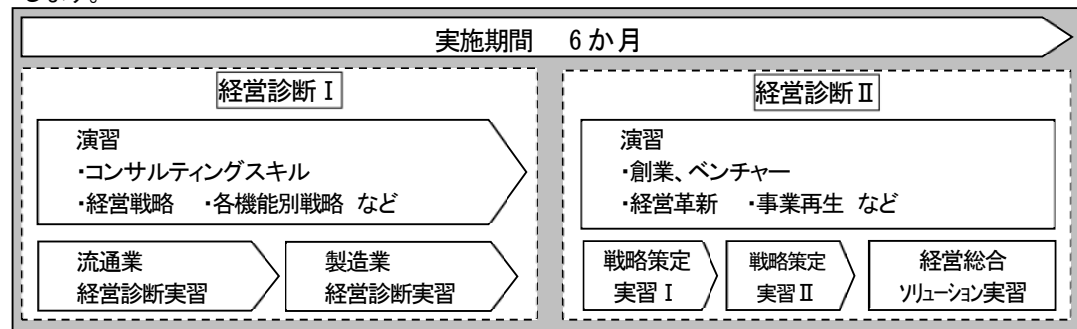 します。
実施期間 6か月
経営診断Ⅰ
演習
・コンサルティングスキル
・経営戦略 ・各機能別戦略 など
流通業
経営診断実習
製造業
経営診断実習
経営診断Ⅱ
演習
・創業、ベンチャー
・経営革新 ・事業再生 など
戦略策定
実習Ⅰ
戦略策定
実習Ⅱ
経営総合
ソリューション実習